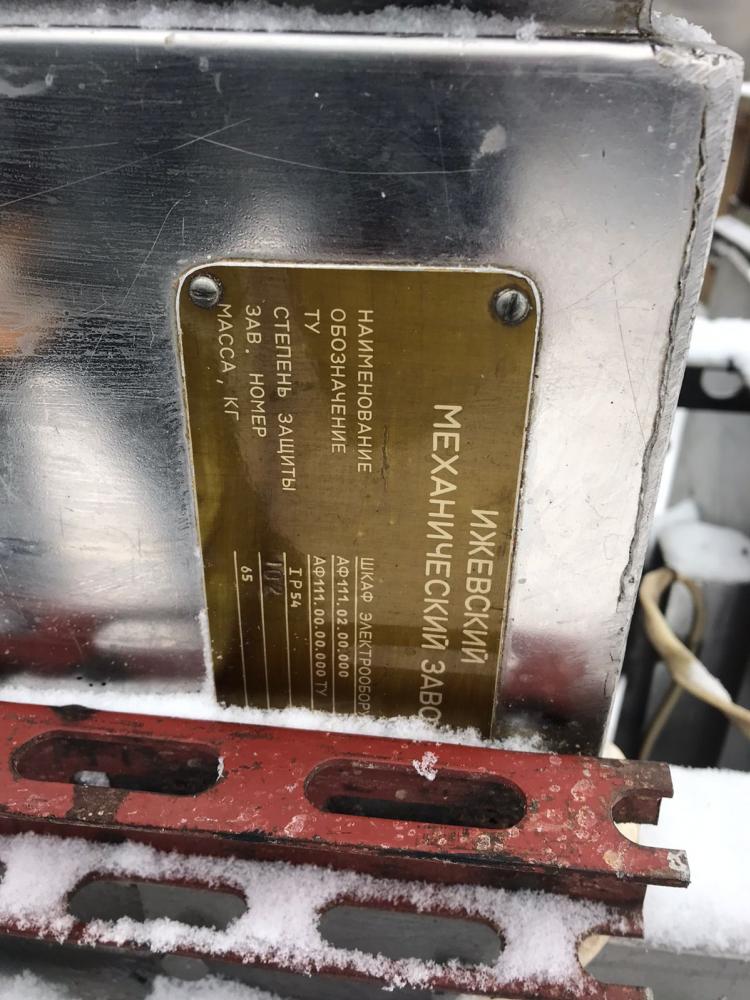 ИЖЕВСКИЙ
МЕХАНИЧЕСКИЙ ЗАВО
НАИМЕНОВАНИЕ ШКАФ ЭЛЕКТРООБОРУ
ОБОЗНАЧЕНИЕ АФ111.02.00.000
ТУ АФ111.00.00.000 ТУ
СТЕПЕНЬ ЗАЩИТЫ IP54
ЗАВ. НОМЕР
МАССА, КГ 65